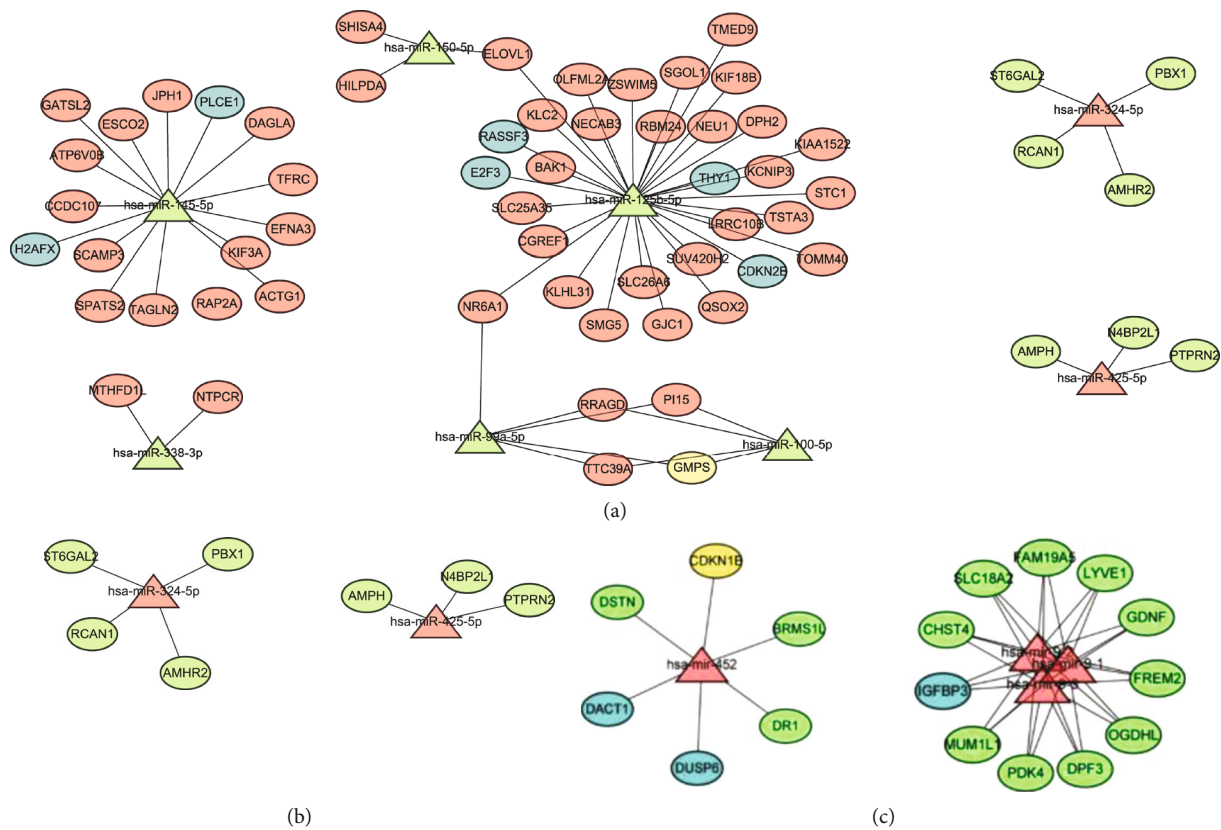 SHISA4
hsa-miR-150-5p
ELOVL1
HILPDA
TMED9
OLFML2A
ZSWIM5
SGOL1
KIF18B
KLC2
NECAB3
RBM24
NEU1
DPH2
RASSF3
KIAA1522
E2F3
BAK1
THY1
KCNIP3
hsa-miR-125b-5p
STC1
SLC25A35
LRRC10B
TSTA3
CGREF1
SUV420H2
CDKN2B
TOMM40
KLHL31
SLC26A6
NR6A1
QSOX2
SMG5
GJC1
GATSL2
JPH1
PLCE1
ESCO2
DAGLA
ATP6V0B
TFRC
CCDC107
hsa-miR-145-5p
EFNA3
H2AFX
SCAMP3
KIF3A
SPATS2
TAGLN2
RAP2A
ACTG1
MTHFD1L
NTPCR
hsa-miR-338-3p
RRAGD
PI15
hsa-miR-99a-5p
hsa-miR-100-5p
TTC39A
GMPS
ST6GAL2
PBX1
hsa-miR-324-5p
RCAN1
AMHR2
N4BP2L1
AMPH
PTPRN2
hsa-miR-425-5p
(a)
ST6GAL2
PBX1
hsa-miR-324-5p
RCAN1
AMHR2
N4BP2L1
AMPH
PTPRN2
hsa-miR-425-5p
(b)
CDKN1B
DSTN
BRMS1L
hsa-mir-452
DACT1
DR1
DUSP6
FAM19A5
SLC18A2
LYVE1
CHST4
GDNF
hsa-mir-9-1
IGFBP3
FREM2
MUM1L1
OGDHL
PDK4
DPF3
(c)